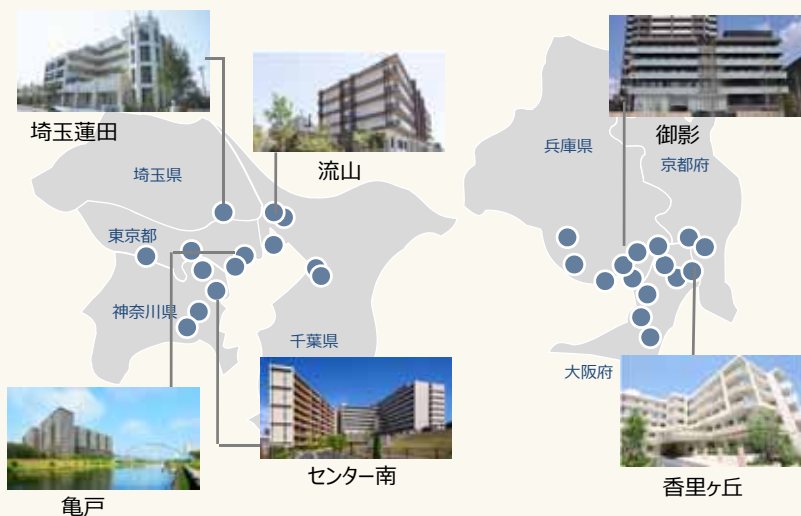 埼玉蓮田
流山
御影
埼玉県
兵庫県
京都府
東京都
神奈川県
千葉県
大阪府
亀戸
センター南
香里ヶ丘